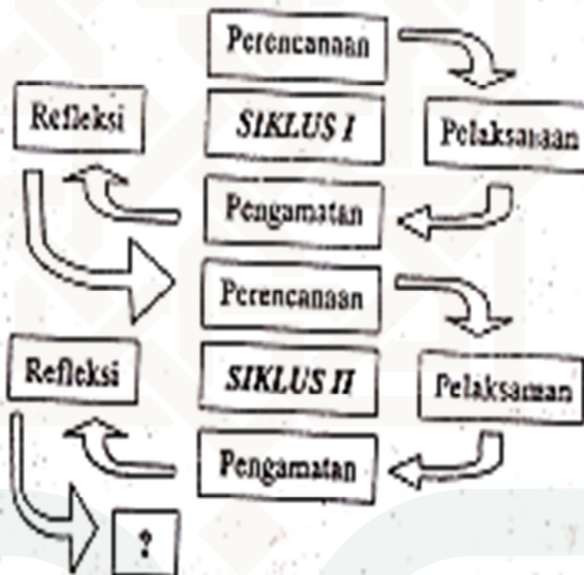 Perencanaan
Refleksi
SIKLUS I
Pelaksanaan
Pengamatan
Perencanaan
Refleksi
SIKLUS II
Pelaksanaan
Pengamatan
?